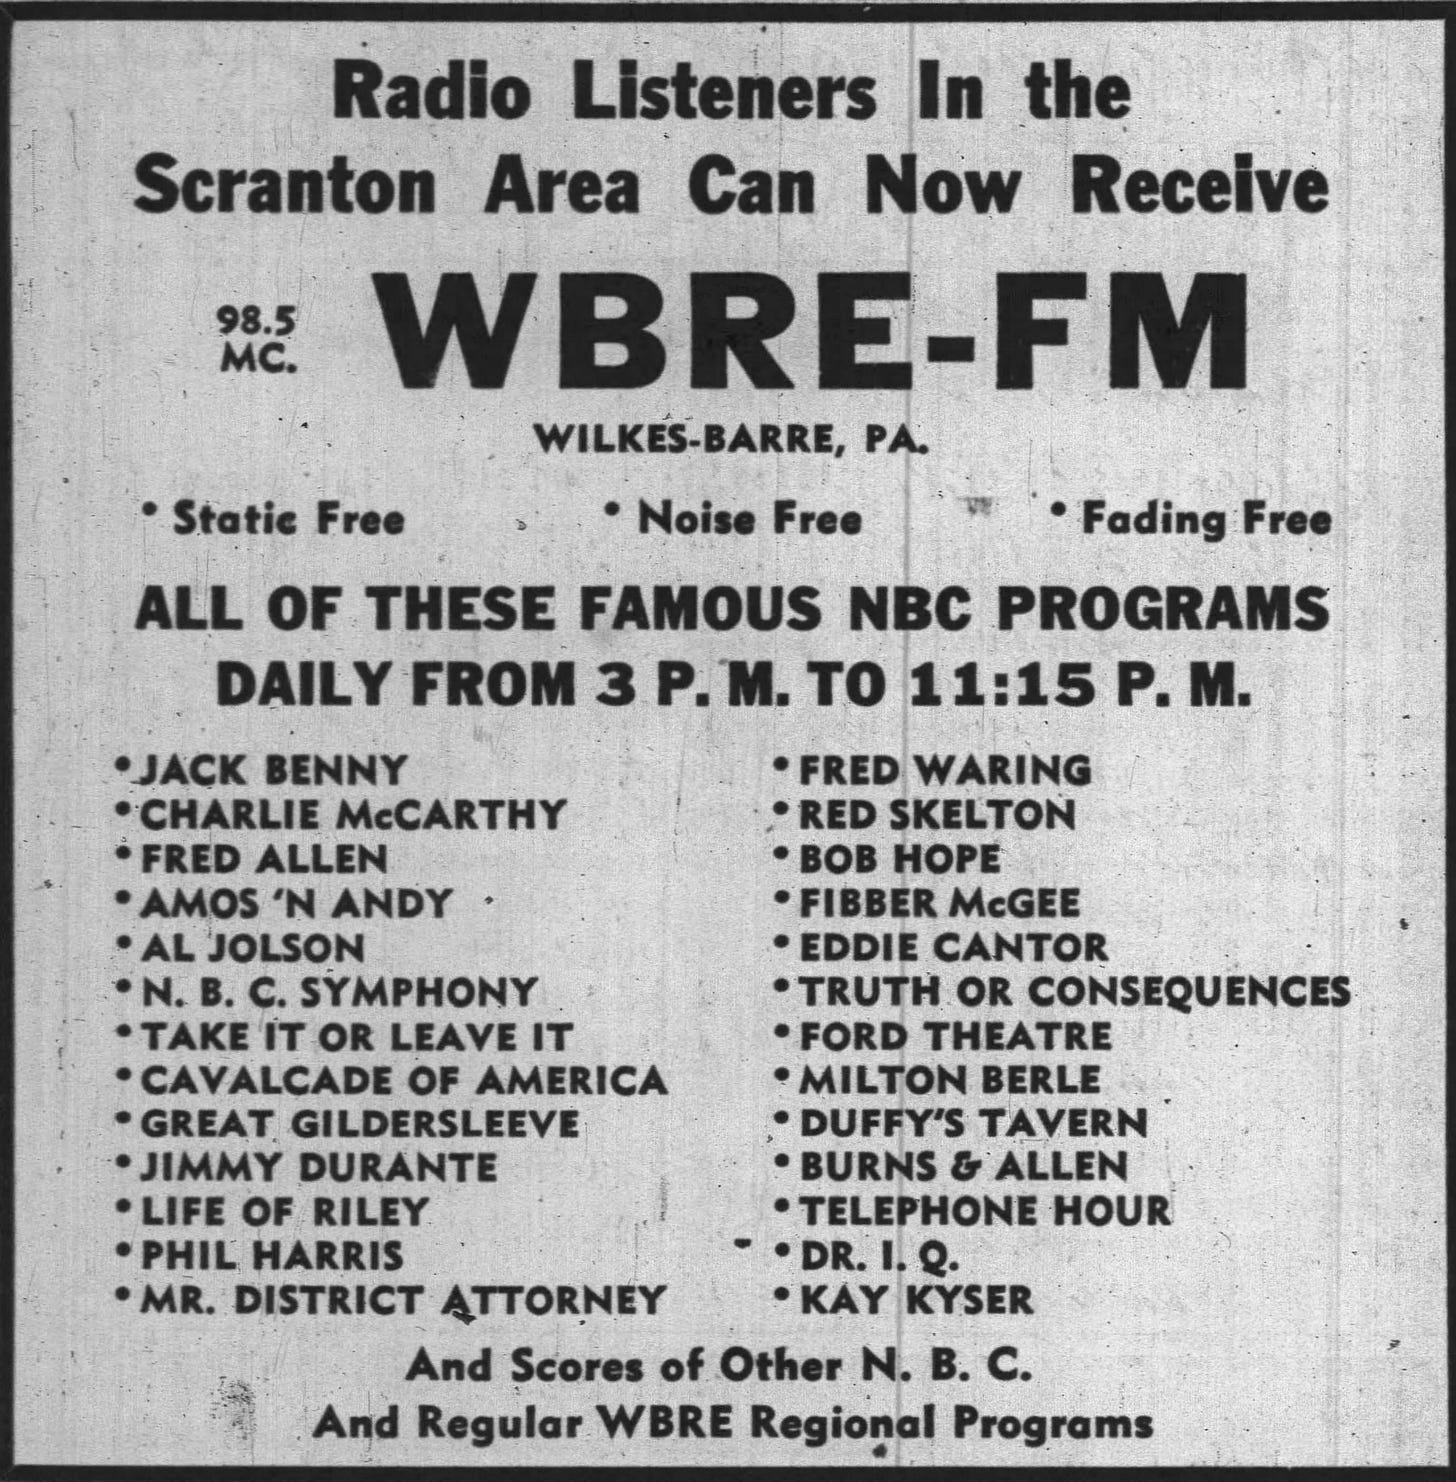 Radio Listeners In the
Scranton Area Can Now Receive
98.5
MC.
WBRE-FM
WILKES-BARRE, PA.
• Static Free • Noise Free • Fading Free
ALL OF THESE FAMOUS NBC PROGRAMS
DAILY FROM 3 P. M. TO 11:15 P. M.
• JACK BENNY
• CHARLIE McCARTHY
• FRED ALLEN
• AMOS 'N ANDY
• AL JOLSON
• N. B. C. SYMPHONY
• TAKE IT OR LEAVE IT
• CAVALCADE OF AMERICA
• GREAT GILDERSLEEVE
• JIMMY DURANTE
• LIFE OF RILEY
• PHIL HARRIS
• MR. DISTRICT ATTORNEY
• FRED WARING
• RED SKELTON
• BOB HOPE
• FIBBER McGEE
• EDDIE CANTOR
• TRUTH OR CONSEQUENCES
• FORD THEATRE
• MILTON BERLE
• DUFFY'S TAVERN
• BURNS & ALLEN
• TELEPHONE HOUR
• DR. I. Q.
• KAY KYSER
And Scores of Other N. B. C.
And Regular WBRE Regional Programs